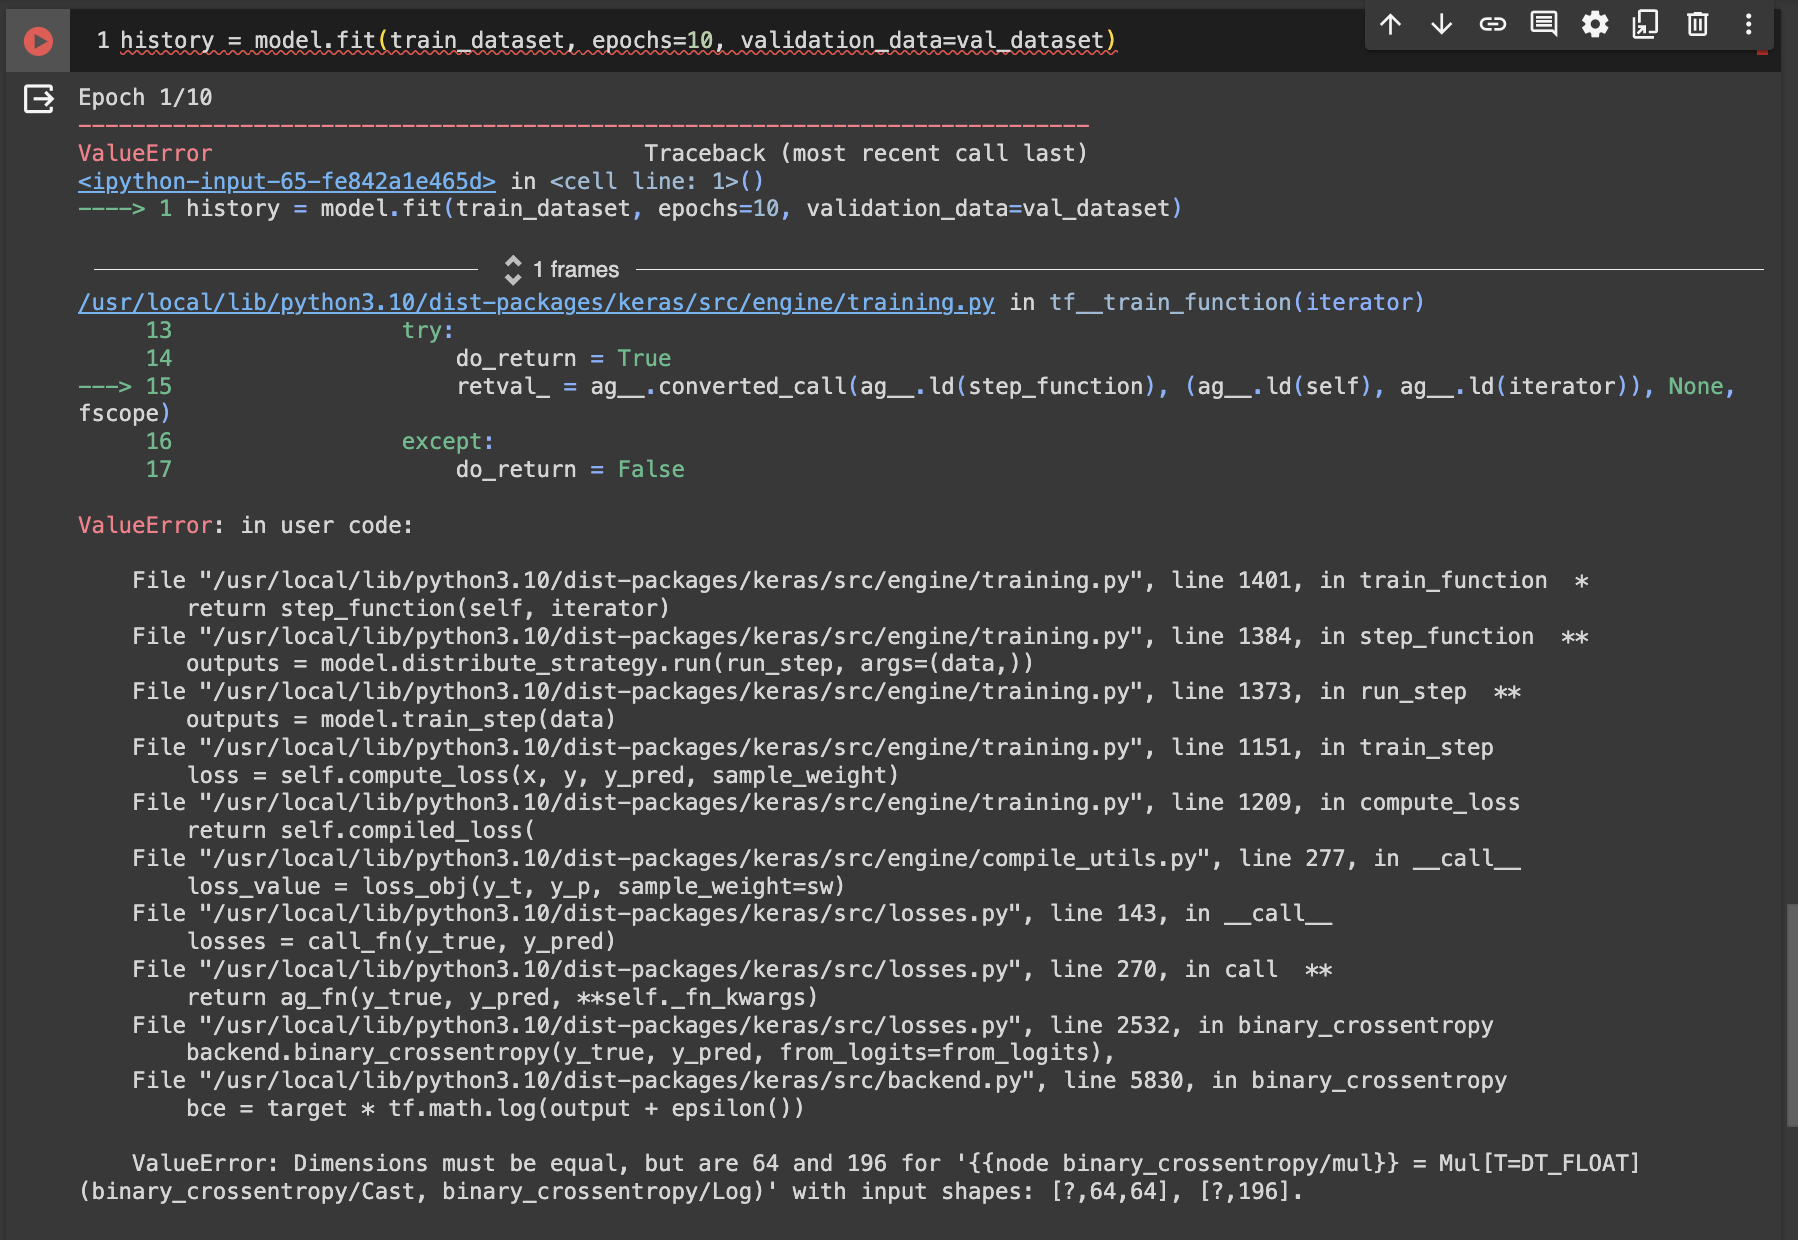 1 history = model.fit(train_dataset, epochs=10, validation_data=val_dataset)
Epoch 1/10
---------------------------------------------------------------------------
ValueError                                Traceback (most recent call last)
<ipython-input-65-fe842a1e465d> in <cell line: 1>()
----> 1 history = model.fit(train_dataset, epochs=10, validation_data=val_dataset)
1 frames
/usr/local/lib/python3.10/dist-packages/keras/src/engine/training.py in tf__train_function(iterator)
     13                 try:
     14                     do_return = True
---> 15                     retval_ = ag__.converted_call(ag__.ld(step_function), (ag__.ld(self), ag__.ld(iterator)), None,
fscope)
     16                 except:
     17                     do_return = False
ValueError: in user code:
    File "/usr/local/lib/python3.10/dist-packages/keras/src/engine/training.py", line 1401, in train_function  *
        return step_function(self, iterator)
    File "/usr/local/lib/python3.10/dist-packages/keras/src/engine/training.py", line 1384, in step_function  **
        outputs = model.distribute_strategy.run(run_step, args=(data,))
    File "/usr/local/lib/python3.10/dist-packages/keras/src/engine/training.py", line 1373, in run_step  **
        outputs = model.train_step(data)
    File "/usr/local/lib/python3.10/dist-packages/keras/src/engine/training.py", line 1151, in train_step
        loss = self.compute_loss(x, y, y_pred, sample_weight)
    File "/usr/local/lib/python3.10/dist-packages/keras/src/engine/training.py", line 1209, in compute_loss
        return self.compiled_loss(
    File "/usr/local/lib/python3.10/dist-packages/keras/src/engine/compile_utils.py", line 277, in __call__
        loss_value = loss_obj(y_t, y_p, sample_weight=sw)
    File "/usr/local/lib/python3.10/dist-packages/keras/src/losses.py", line 143, in __call__
        losses = call_fn(y_true, y_pred)
    File "/usr/local/lib/python3.10/dist-packages/keras/src/losses.py", line 270, in call  **
        return ag_fn(y_true, y_pred, **self._fn_kwargs)
    File "/usr/local/lib/python3.10/dist-packages/keras/src/losses.py", line 2532, in binary_crossentropy
        backend.binary_crossentropy(y_true, y_pred, from_logits=from_logits),
    File "/usr/local/lib/python3.10/dist-packages/keras/src/backend.py", line 5830, in binary_crossentropy
        bce = target * tf.math.log(output + epsilon())
    ValueError: Dimensions must be equal, but are 64 and 196 for '{{node binary_crossentropy/mul}} = Mul[T=DT_FLOAT]
(binary_crossentropy/Cast, binary_crossentropy/Log)' with input shapes: [?,64,64], [?,196].